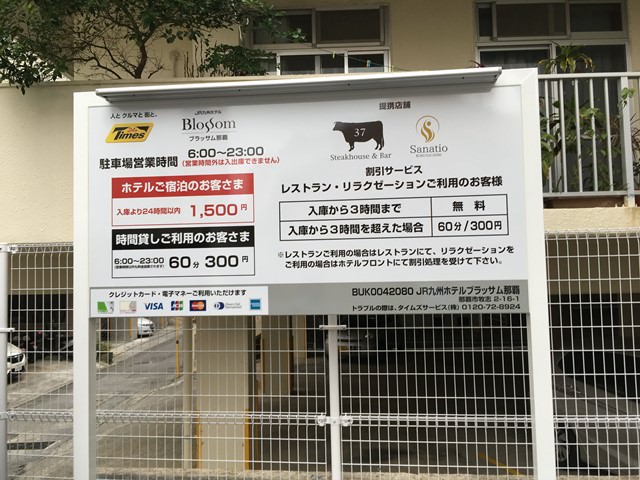 人とクルマと街と。
Times
JR九州ホテル
Blossom
ブラッサム那覇
駐車場営業時間 6:00〜23:00
(営業時間外は入出庫できません)
ホテルご宿泊のお客さま
入庫より24時間以内 1,500円
時間貸しご利用のお客さま
6:00〜23:00 60分 300円
クレジットカード・電子マネーご利用いただけます
VISA
提携店舗
37
Steakhouse & Bar
Sanatio
割引サービス
レストラン・リラクゼーションご利用のお客様
入庫から3時間まで 無料
入庫から3時間を超えた場合 60分/300円
※レストランご利用の場合はレストランにて、リラクゼーションを
ご利用の場合はホテルフロントにて割引処理を受けて下さい。
BUK0042080 JR九州ホテルブラッサム那覇
那覇市牧志 2-16-1
トラブルの際は、タイムズサービス(株) 0120-72-8924